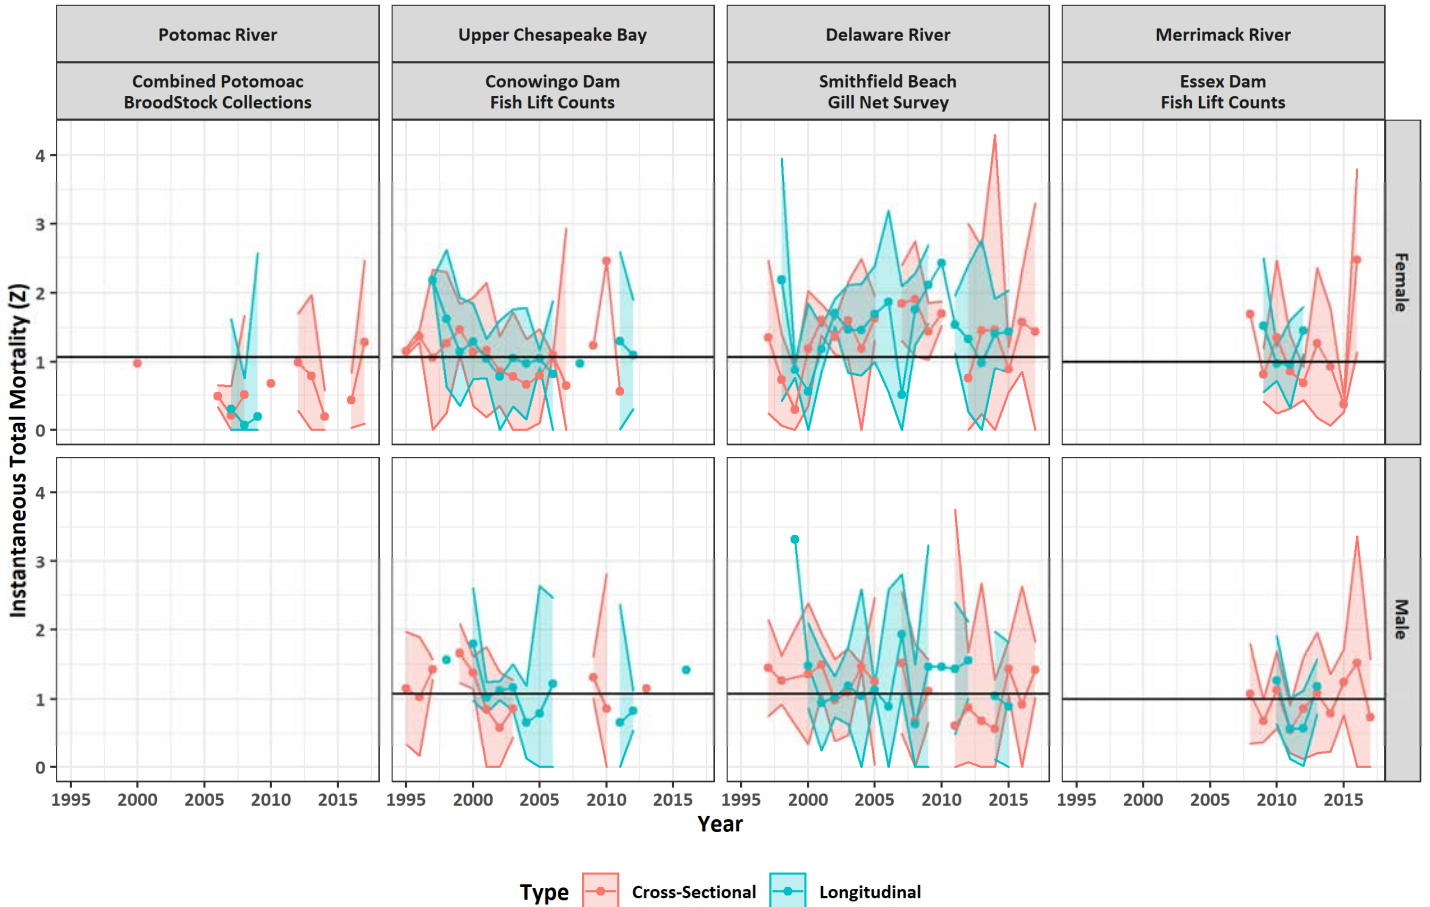 Potomac River
Upper Chesapeake Bay
Delaware River
Merrimack River
Combined Potomoac
BroodStock Collections
Conowingo Dam
Fish Lift Counts
Smithfield Beach
Gill Net Survey
Essex Dam
Fish Lift Counts
Instantaneous Total Mortality (Z)
4
3
2
1
0
Female
4
3
2
1
0
Male
1995 2000 2005 2010 2015
1995 2000 2005 2010 2015
1995 2000 2005 2010 2015
1995 2000 2005 2010 2015
Year
Type Cross-Sectional Longitudinal